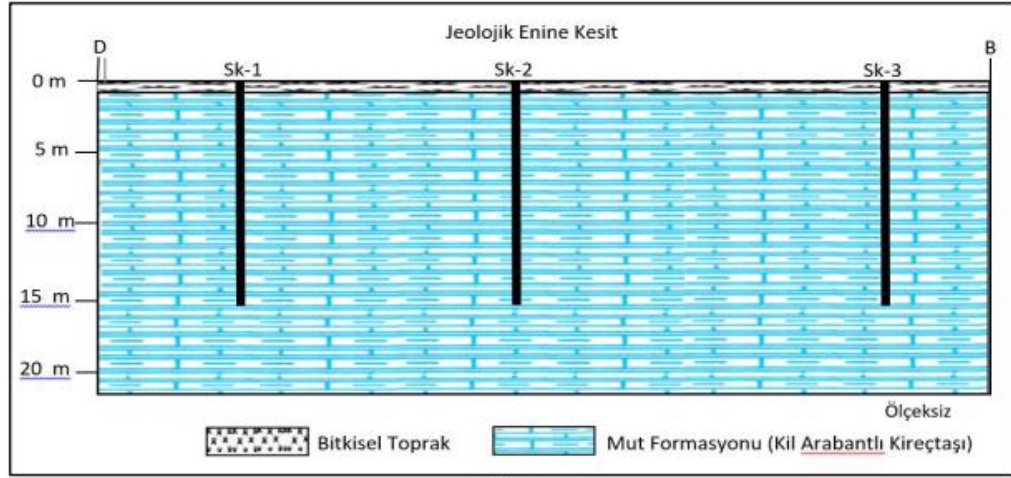 Jeolojik Enine Kesit
D B
Sk-1 Sk-2 Sk-3
0 m
5 m
10 m
15 m
20 m
Ölçeksiz
Bitkisel Toprak Mut Formasyonu (Kil Arabantlı Kireçtaşı)